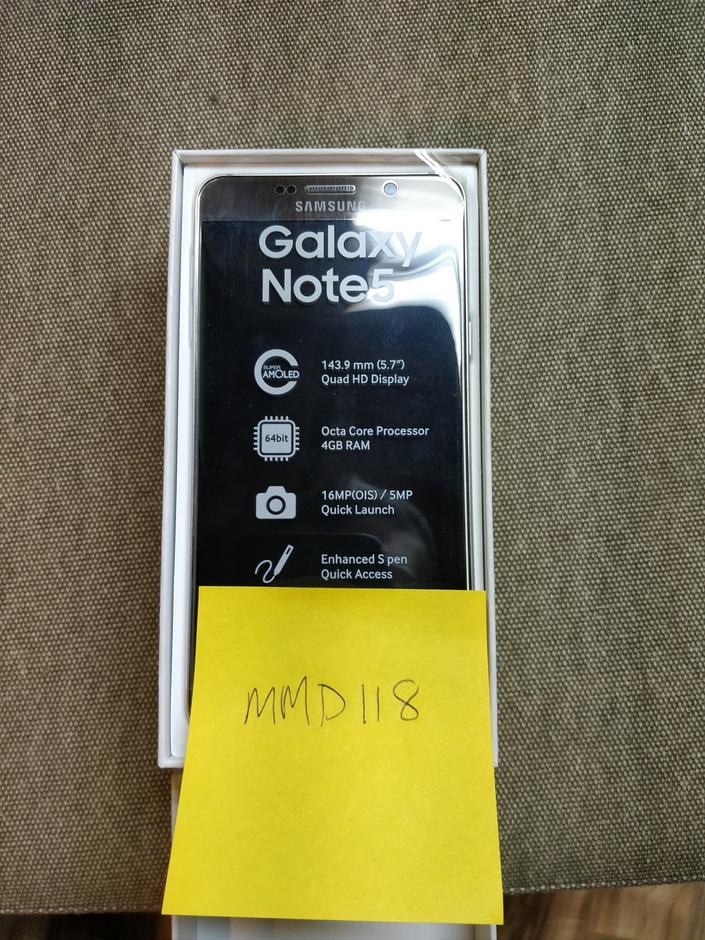 SAMSUNG
Galaxy
Note5
SUPER
AMOLED
143.9 mm (5.7")
Quad HD Display
64bit
Octa Core Processor
4GB RAM
16MP(OIS) / 5MP
Quick Launch
Enhanced S pen
Quick Access
MMD118